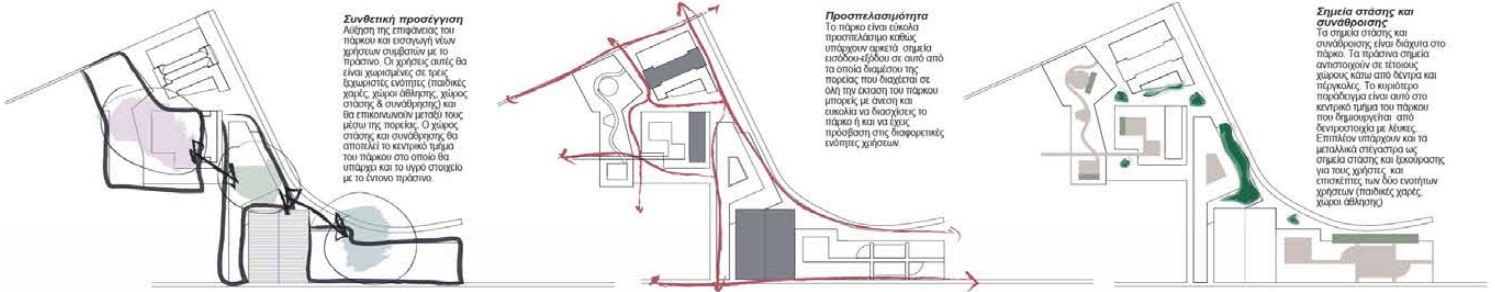 Συνθετική προσέγγιση
Αύξηση της επιφάνειας του
πάρκου και εισαγωγή νέων
χρήσεων συμβατών με το
πράσινο. Οι χρήσεις αυτές θα
είναι χωρισμένες σε τρεις
ξεχωριστές ενότητες (παιδικές
χαρές, χώροι άθλησης, χώρος
στάσης & συνάθρησης) και
θα επικοινωνούν μεταξύ τους
μέσω της πορείας. Ο χώρος
στάσης και συνάθρησης θα
αποτελεί το κεντρικό τμήμα
του πάρκου στο οποίο θα
υπάρχει και το υγρό στοιχείο
με το έντονο πράσινο.
Προσπελασιμότητα
Το πάρκο είναι εύκολα
προσπελάσιμο καθώς
υπάρχουν αρκετά σημεία
εισόδου-εξόδου σε αυτό από
τα οποία διαμέσου της
πορείας που διαχέεται σε
όλη την έκταση του πάρκου
μπορείς με άνεση και
ευκολία να διασχίσεις το
πάρκο ή και να έχεις
πρόσβαση στις διαφορετικές
ενότητες χρήσεων
Σημεία στάσης και
συνάθροισης
Τα σημεία στάσης και
συνάθροισης είναι διάχυτα στο
πάρκο. Τα πράσινα σημεία
αντιστοιχούν σε τέτοιους
χώρους κάτω από δέντρα και
πέργκολες. Το κυριότερο
παράδειγμα είναι αυτό στο
κεντρικό τμήμα του πάρκου
που δημιουργείται από
δεντροστοιχία με λεύκες.
Επιπλέον υπάρχουν και τα
μεταλλικά στέγαστρα ως
σημεία στάσης και ξεκούρασης
για τους χρήστες και
επισκέπτες των δύο ενοτήτων
χρήσεων (παιδικές χαρές,
χώροι άθλησης)